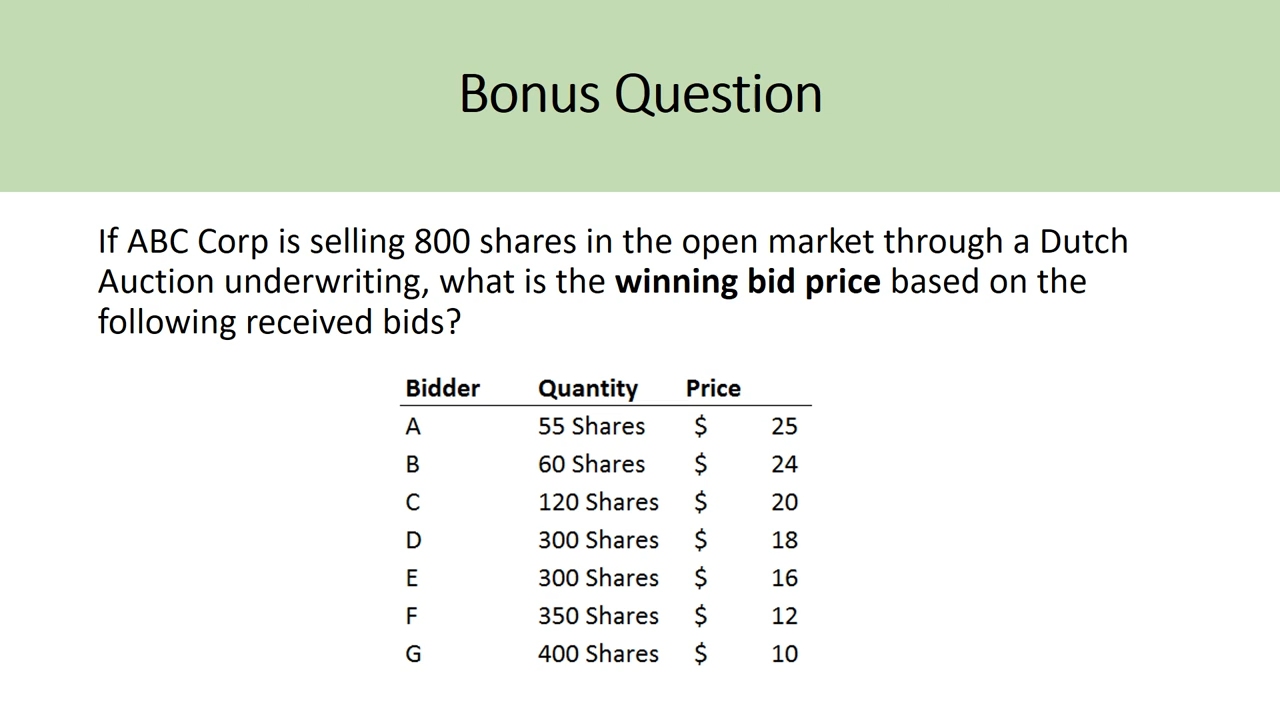 Bonus Question
If ABC Corp is selling 800 shares in the open market through a Dutch
Auction underwriting, what is the winning bid price based on the
following received bids?
Bidder Quantity Price
A 55 Shares $ 25
B 60 Shares $ 24
C 120 Shares $ 20
D 300 Shares $ 18
E 300 Shares $ 16
F 350 Shares $ 12
G 400 Shares $ 10